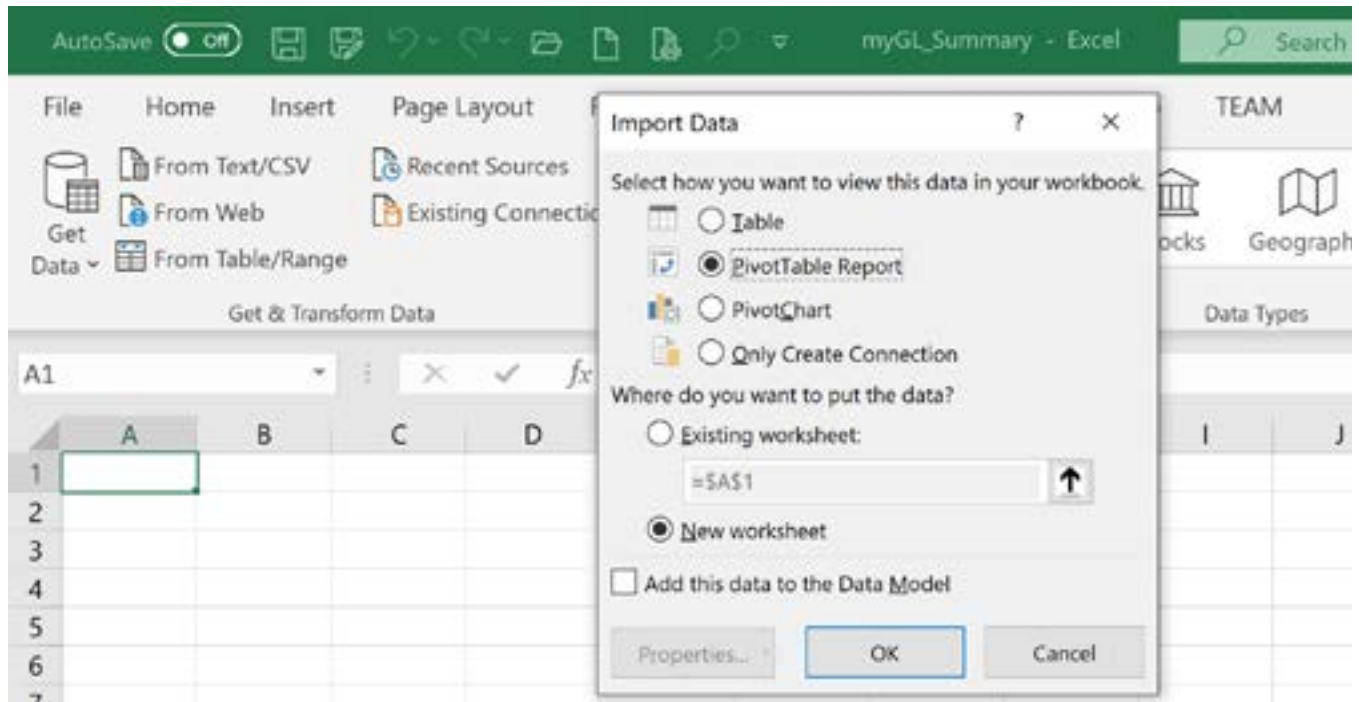 AutoSave Off myGL_Summary - Excel Search
File Home Insert Page Layout TEAM
Import Data ? ×
From Text/CSV Recent Sources
From Web Existing Connectio
From Table/Range
Get
Data
Get & Transform Data
Select how you want to view this data in your workbook.
Table
PivotTable Report
PivotChart
Only Create Connection
Where do you want to put the data?
Existing worksheet:
=$A$1
New worksheet
Add this data to the Data Model
Properties... OK Cancel
ocks Geograph
Data Types
A1 fx
A B C D I J
1
2
3
4
5
6
7